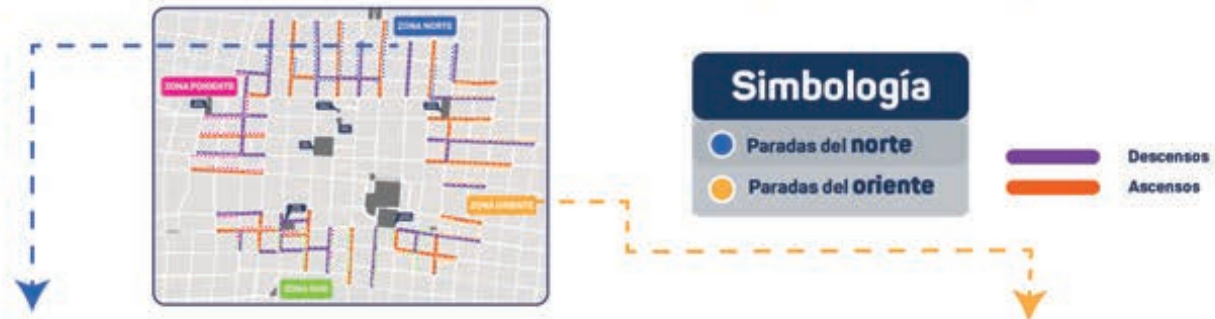 ZONA NORTE
ZONA PONIENTE
ZONA ORIENTE
ZONA SUR
Simbología
Paradas del norte
Paradas del oriente
Descensos
Ascensos